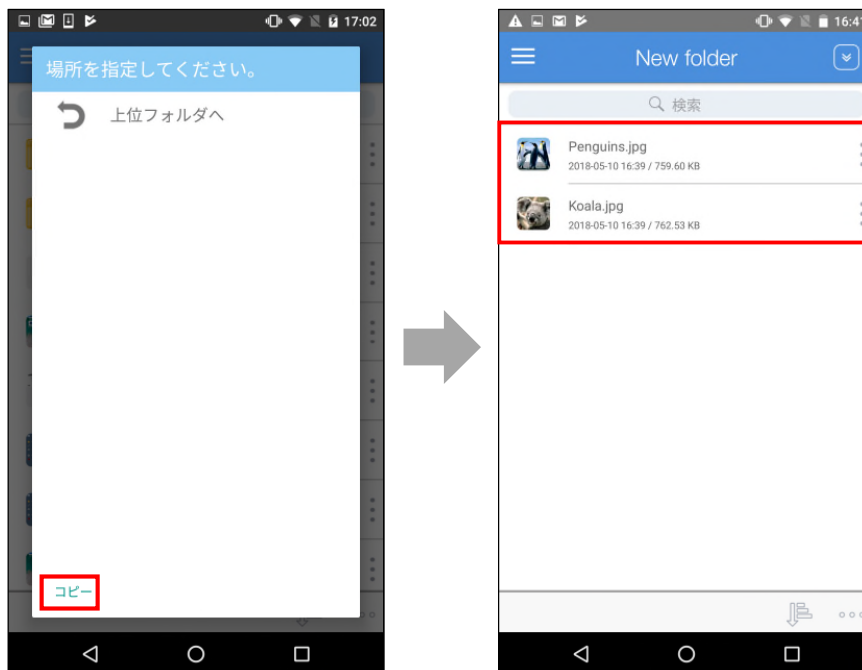 17:02
場所を指定してください。
上位フォルダへ
コピー
16:41
New folder
検索
Penguins.jpg
2018-05-10 16:39 / 759.60 KB
Koala.jpg
2018-05-10 16:39 / 762.53 KB